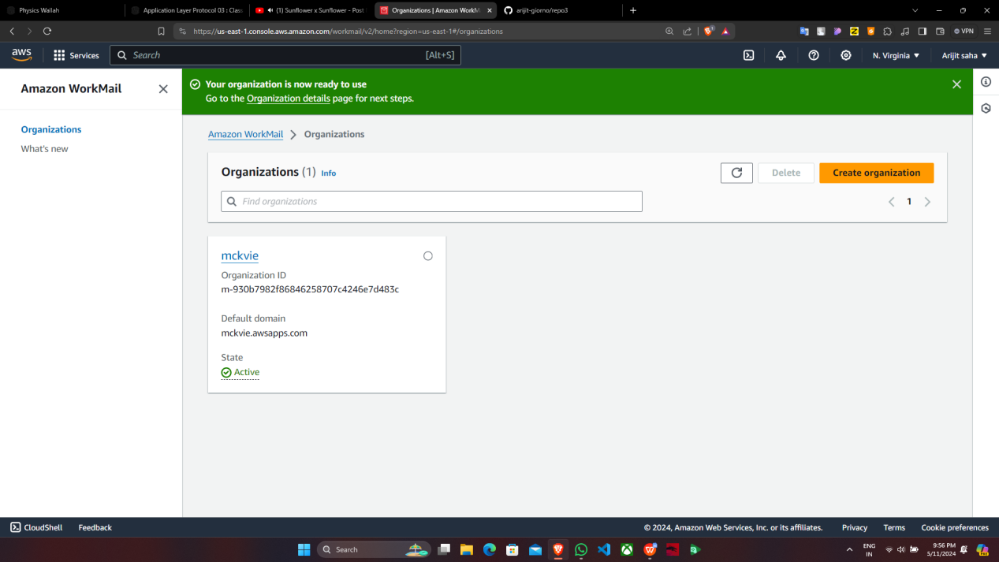 Physics Wallah
Application Layer Protocol 03 : Class
(1) Sunflower x Sunflower - Post
Organizations | Amazon WorkM
arijit-giorno/repo3
https://us-east-1.console.aws.amazon.com/workmail/v2/home?region=us-east-1#/organizations
VPN
aws
Services
Search
[Alt+S]
N. Virginia
Arijit saha
Amazon WorkMail
Organizations
What's new
Your organization is now ready to use
Go to the Organization details page for next steps.
Amazon WorkMail
Organizations
Organizations (1) Info
Delete
Create organization
Find organizations
1
mckvie
Organization ID
m-930b7982f86846258707c4246e7d483c
Default domain
mckvie.awsapps.com
State
Active
CloudShell
Feedback
© 2024, Amazon Web Services, Inc. or its affiliates.
Privacy
Terms
Cookie preferences
Search
ENG
IN
9:56 PM
5/11/2024